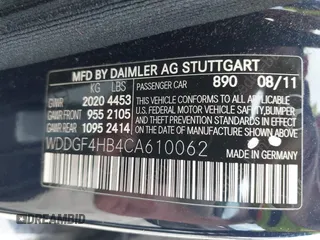 MFD BY DAIMLER AG STUTTGART
KG LBS
PASSENGER CAR 890 08/11
GVWR 2020 4453
GAWR FRONT 955 2105
GAWR REAR 1095 2414
THIS VEHICLE CONFORMS TO ALL APPLICABLE
U.S. FEDERAL MOTOR VEHICLE SAFETY, BUMPER,
AND THEFT PREVENTION STANDARDS IN EFFECT ON
THE DATE OF MANUFACTURE SHOWN ABOVE.
WDDGF4HB4CA610062
MADE IN GERMANY
DREAMBID